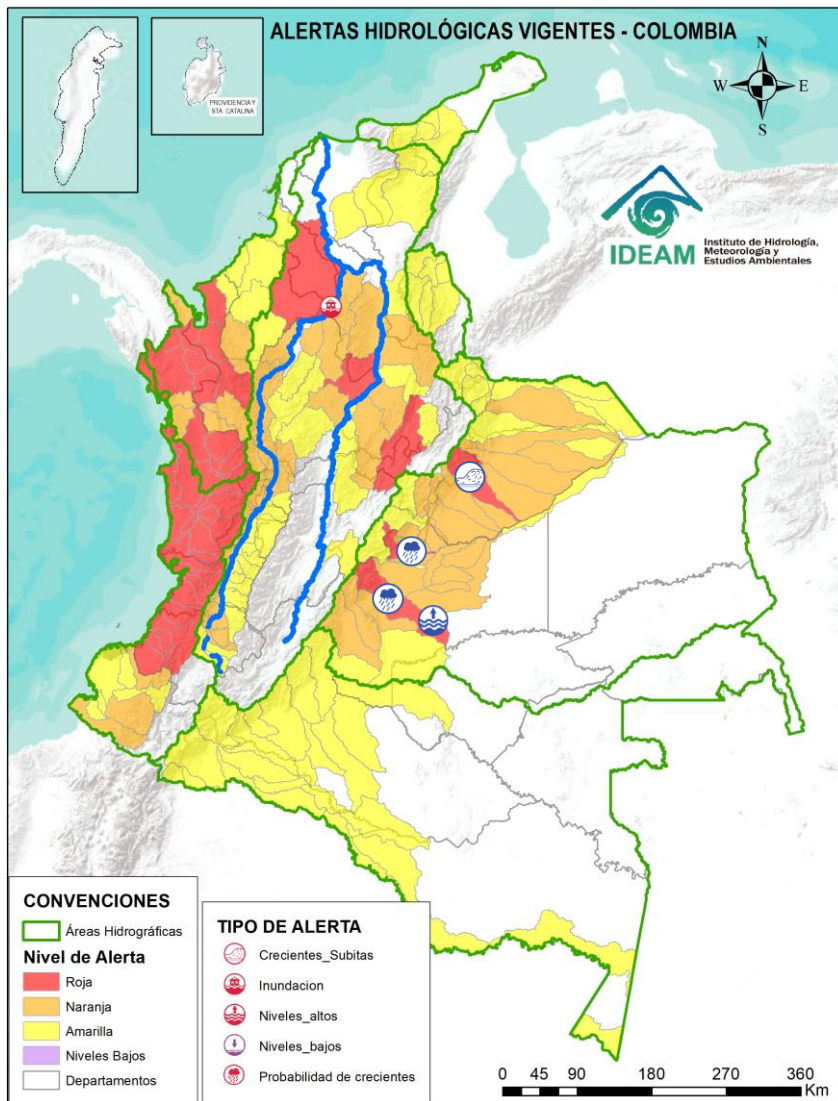 ALERTAS HIDROLÓGICAS VIGENTES - COLOMBIA
PROVIDENCIA Y
STA. CATALINA
N
W
E
S
IDEAM
Instituto de Hidrología,
Meteorología y
Estudios Ambientales
CONVENCIONES
Áreas Hidrográficas
Nivel de Alerta
Roja
Naranja
Amarilla
Niveles Bajos
Departamentos
TIPO DE ALERTA
Crecientes_Subitas
Inundacion
Niveles_altos
Niveles_bajos
Probabilidad de crecientes
0 45 90 180 270 360
Km